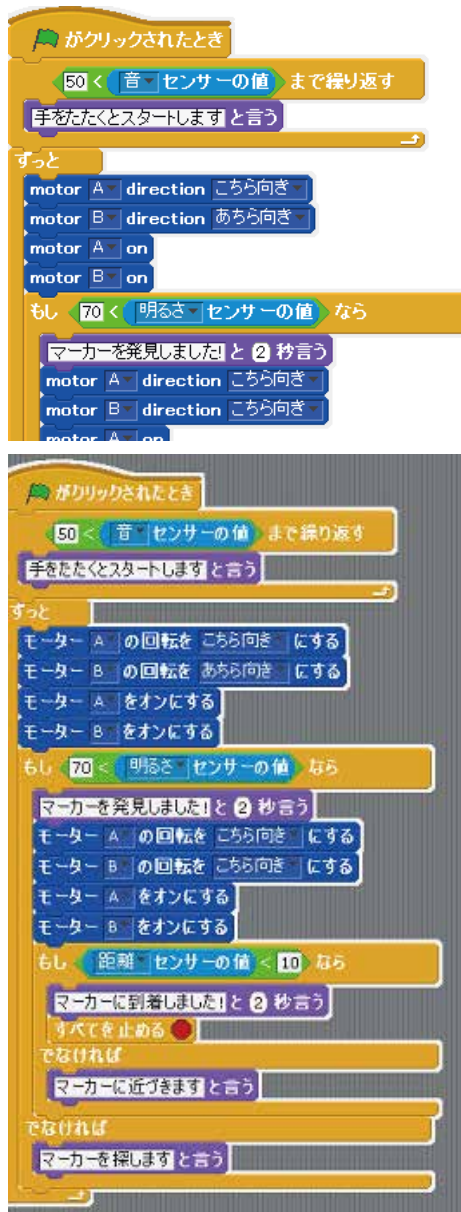 がクリックされたとき
50 < 音 センサーの値 まで繰り返す
手をたたくとスタートします と言う
ずっと
motor A direction こちら向き
motor B direction あちら向き
motor A on
motor B on
もし 70 < 明るさ センサーの値 なら
マーカーを発見しました! と 2 秒言う
motor A direction こちら向き
motor B direction こちら向き
motor A on
がクリックされたとき
50 < 音 センサーの値 まで繰り返す
手をたたくとスタートします と言う
ずっと
モーター A の回転を こちら向き にする
モーター B の回転を あちら向き にする
モーター A をオンにする
モーター B をオンにする
もし 70 < 明るさ センサーの値 なら
マーカーを発見しました! と 2 秒言う
モーター A の回転を こちら向き にする
モーター B の回転を こちら向き にする
モーター A をオンにする
モーター B をオンにする
もし 距離 センサーの値 < 10 なら
マーカーに到着しました! と 2 秒言う
すべてを止める
でなければ
マーカーに近づきます と言う
でなければ
マーカーを探します と言う